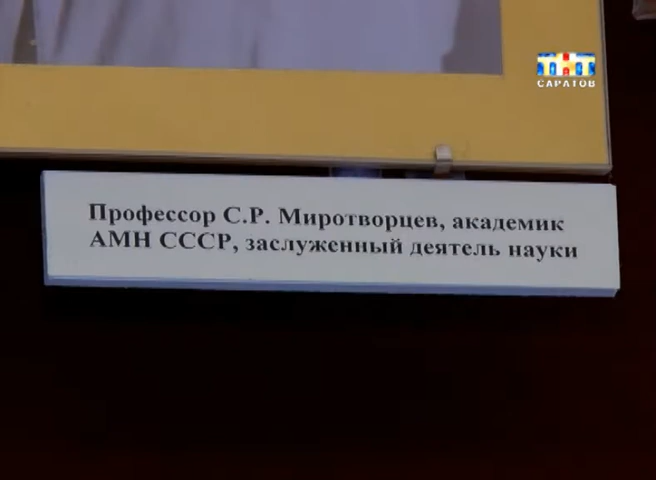 ТНТ
САРАТОВ
Профессор С.Р. Миротворцев, академик
АМН СССР, заслуженный деятель науки